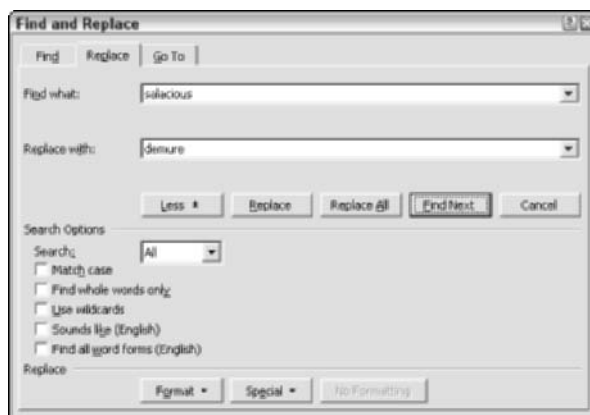 Find and Replace
Find Replace Go To
Find what: salacious
Replace with: demure
Less Replace Replace All Find Next Cancel
Search Options
Search: All
Match case
Find whole words only
Use wildcards
Sounds like (English)
Find all word forms (English)
Replace
Format Special No Formatting